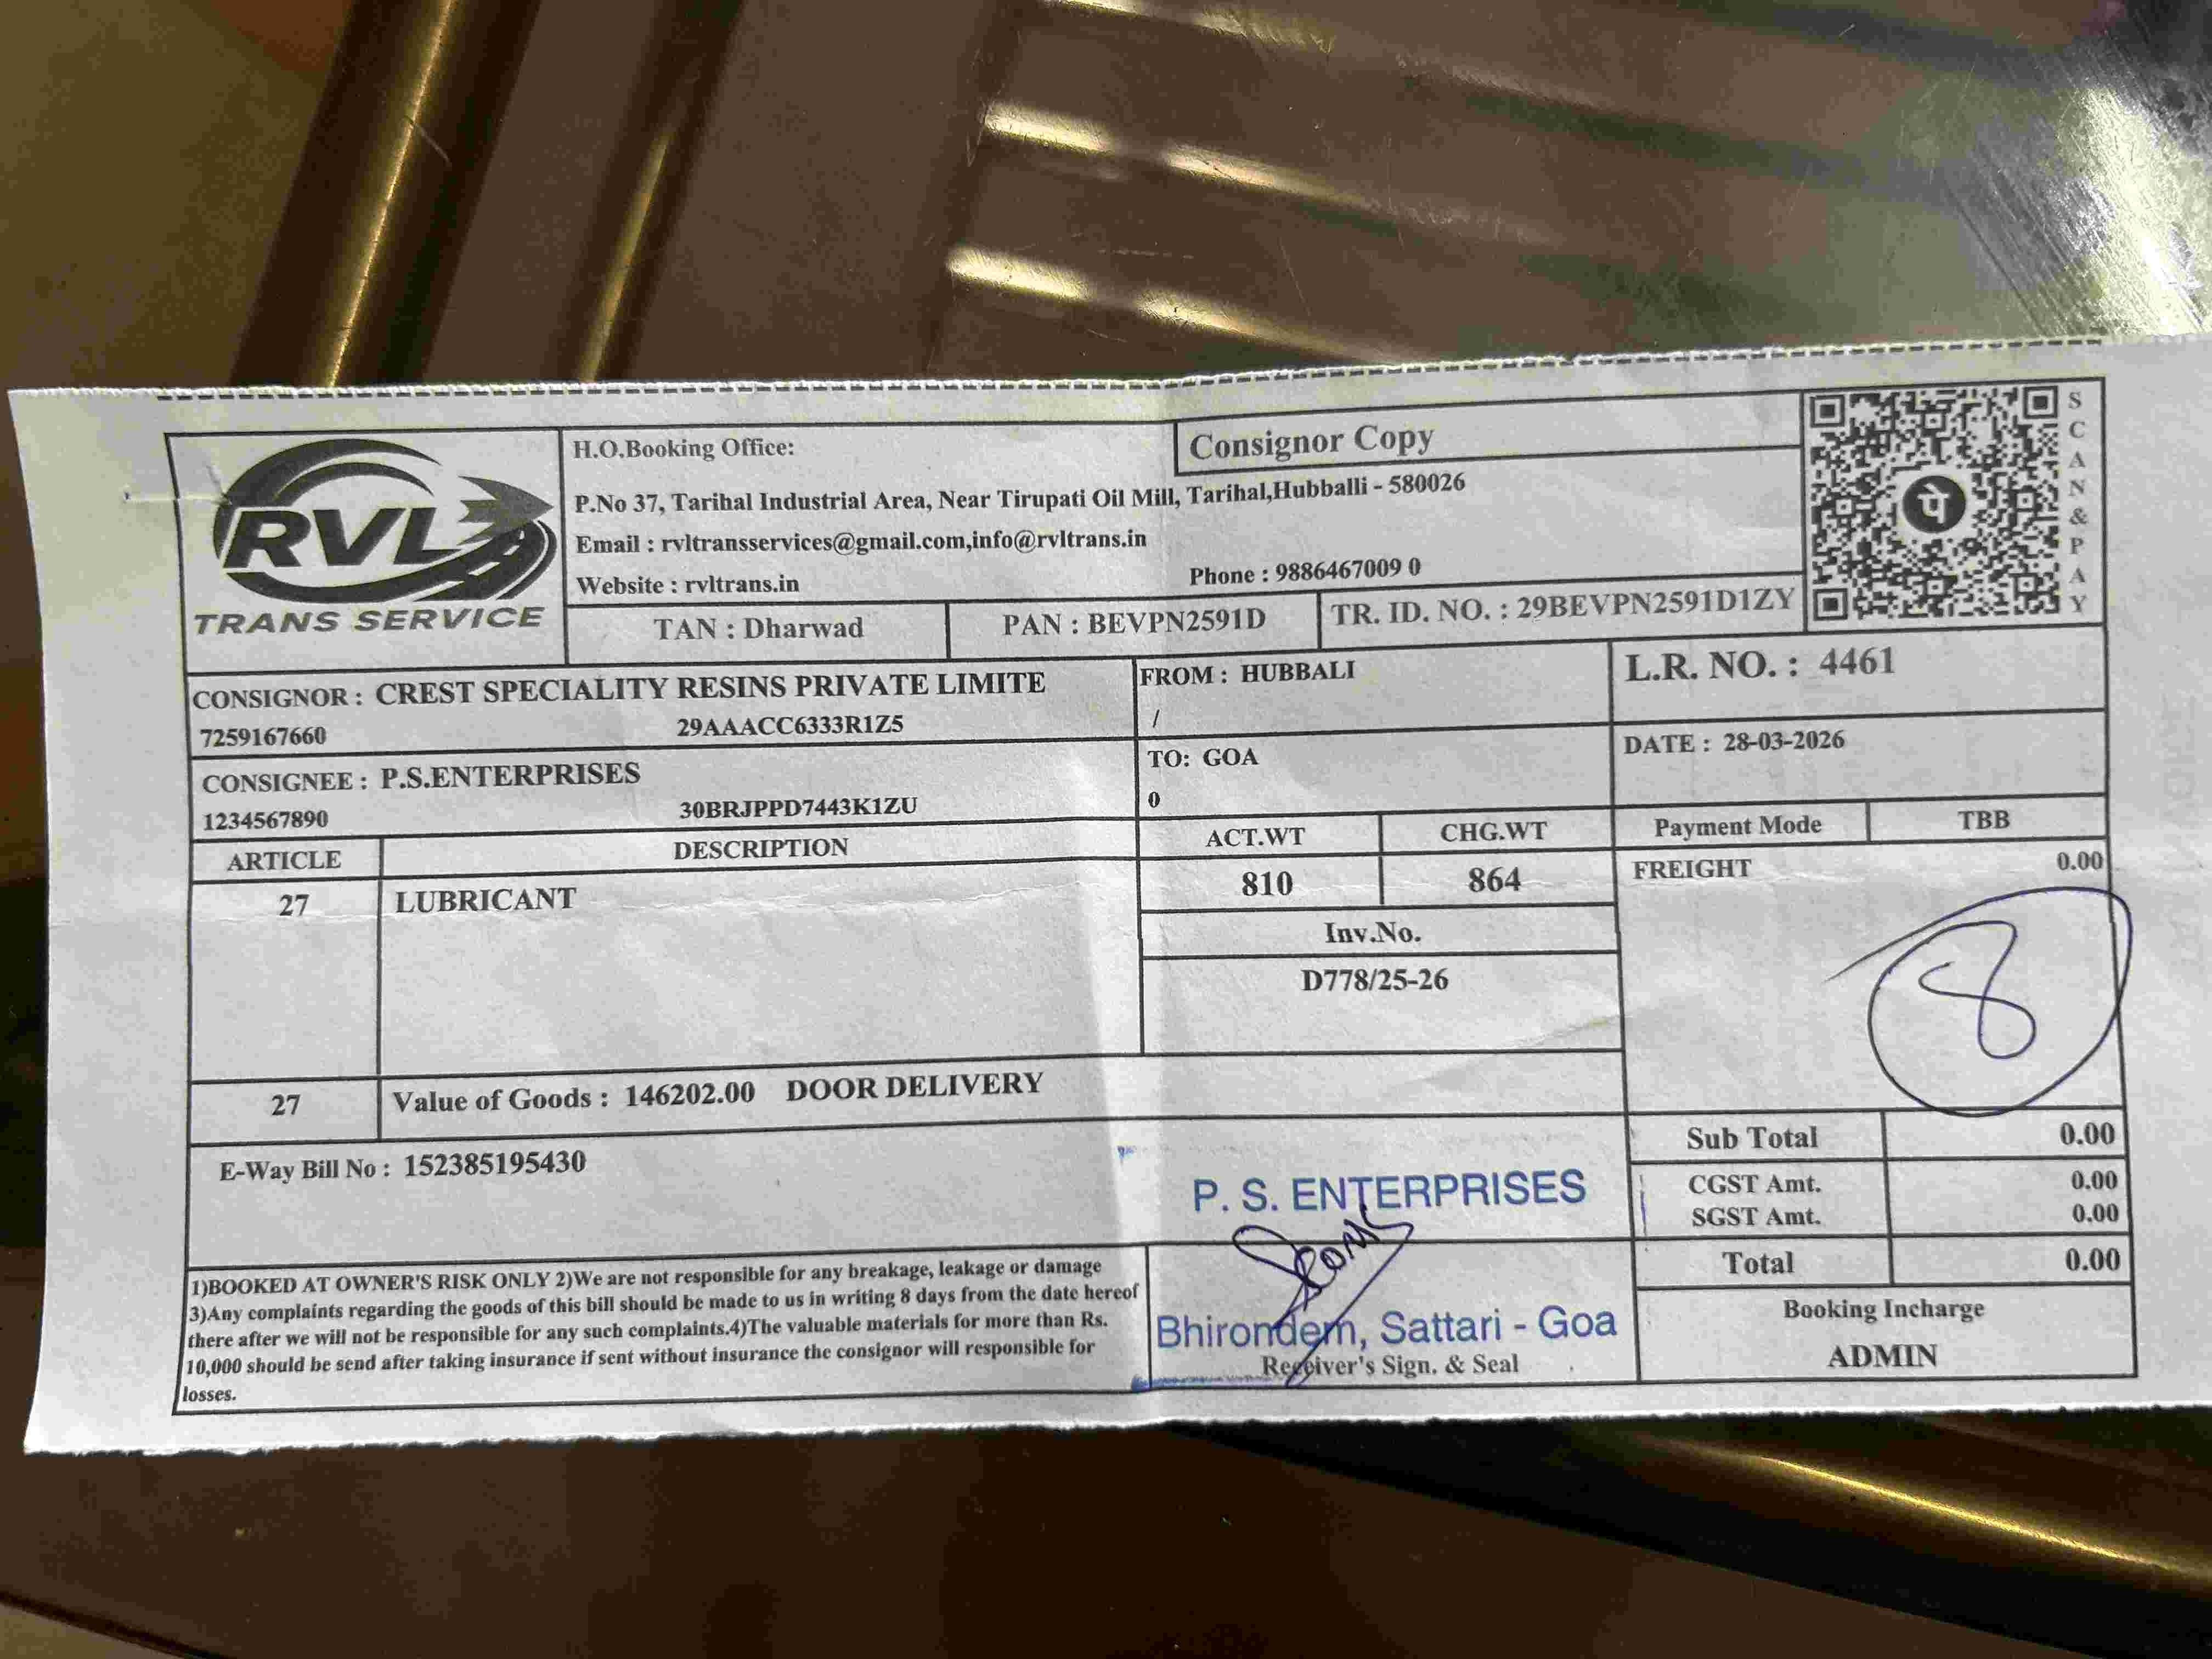 RVL
TRANS SERVICE
H.O.Booking Office:
Consignor Copy
P.No 37, Tarihal Industrial Area, Near Tirupati Oil Mill, Tarihal,Hubballi - 580026
Email : rvltransservices@gmail.com,info@rvltrans.in
Website : rvltrans.in
Phone : 9886467009 0
TAN : Dharwad
PAN : BEVPN2591D
TR. ID. NO. : 29BEVPN2591D1ZY
पे
SCAN&PAY
CONSIGNOR : CREST SPECIALITY RESINS PRIVATE LIMITE
7259167660 29AAACC6333R1Z5
FROM : HUBBALI
/
L.R. NO. : 4461
CONSIGNEE : P.S.ENTERPRISES
1234567890 30BRJPPD7443K1ZU
TO: GOA
0
DATE : 28-03-2026
ARTICLE DESCRIPTION
ACT.WT CHG.WT
Payment Mode TBB
27 LUBRICANT
810 864
FREIGHT 0.00
Inv.No.
D778/25-26
8
27 Value of Goods : 146202.00 DOOR DELIVERY
E-Way Bill No : 152385195430
P. S. ENTERPRISES
Bhirondem, Sattari - Goa
Receiver's Sign. & Seal
Sub Total 0.00
CGST Amt. 0.00
SGST Amt. 0.00
Total 0.00
Booking Incharge
ADMIN
1)BOOKED AT OWNER'S RISK ONLY 2)We are not responsible for any breakage, leakage or damage
3)Any complaints regarding the goods of this bill should be made to us in writing 8 days from the date hereof
there after we will not be responsible for any such complaints.4)The valuable materials for more than Rs.
10,000 should be send after taking insurance if sent without insurance the consignor will responsible for
losses.